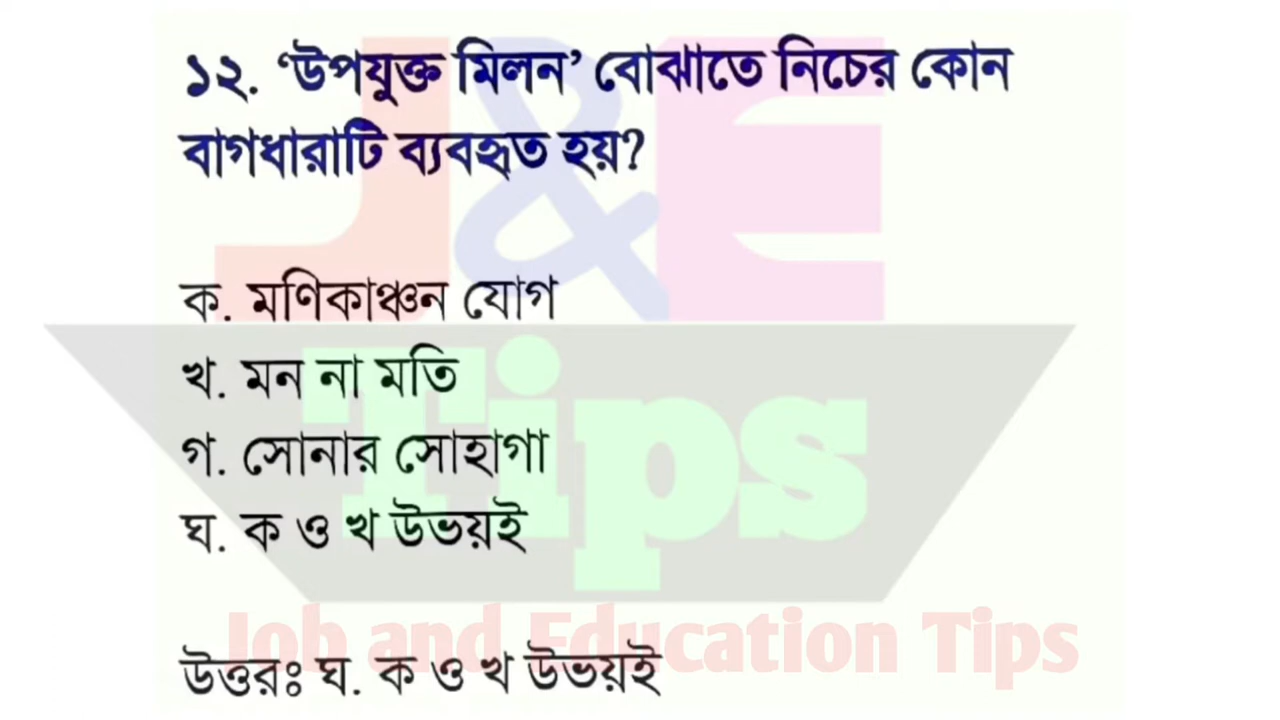 ১২. ‘উপযুক্ত মিলন’ বোঝাতে নিচের কোন
বাগধারাটি ব্যবহৃত হয়?
ক. মণিকাঞ্চন যোগ
খ. মন না মতি
গ. সোনার সোহাগা
ঘ. ক ও খ উভয়ই
উত্তরঃ ঘ. ক ও খ উভয়ই
J&E
Tips
Job and Education Tips